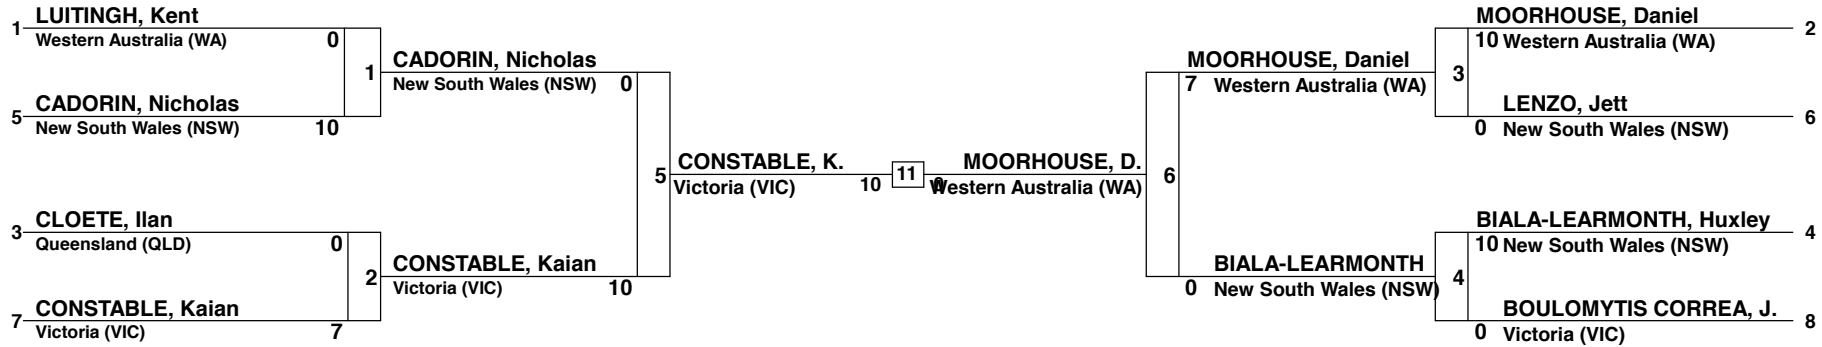 1
LUITINGH, Kent
Western Australia (WA)
0
1
5
CADORIN, Nicholas
New South Wales (NSW)
10
CADORIN, Nicholas
New South Wales (NSW)
0
3
CLOETE, Ilan
Queensland (QLD)
0
2
7
CONSTABLE, Kaian
Victoria (VIC)
7
CONSTABLE, Kaian
Victoria (VIC)
10
5
CONSTABLE, K.
Victoria (VIC)
10
11
MOORHOUSE, D.
Western Australia (WA)
6
MOORHOUSE, Daniel
7 Western Australia (WA)
BIALA-LEARMONTH
0 New South Wales (NSW)
3
MOORHOUSE, Daniel
10 Western Australia (WA)
2
LENZO, Jett
0 New South Wales (NSW)
6
4
BIALA-LEARMONTH, Huxley
10 New South Wales (NSW)
4
BOULOMYTIS CORREA, J.
0 Victoria (VIC)
8